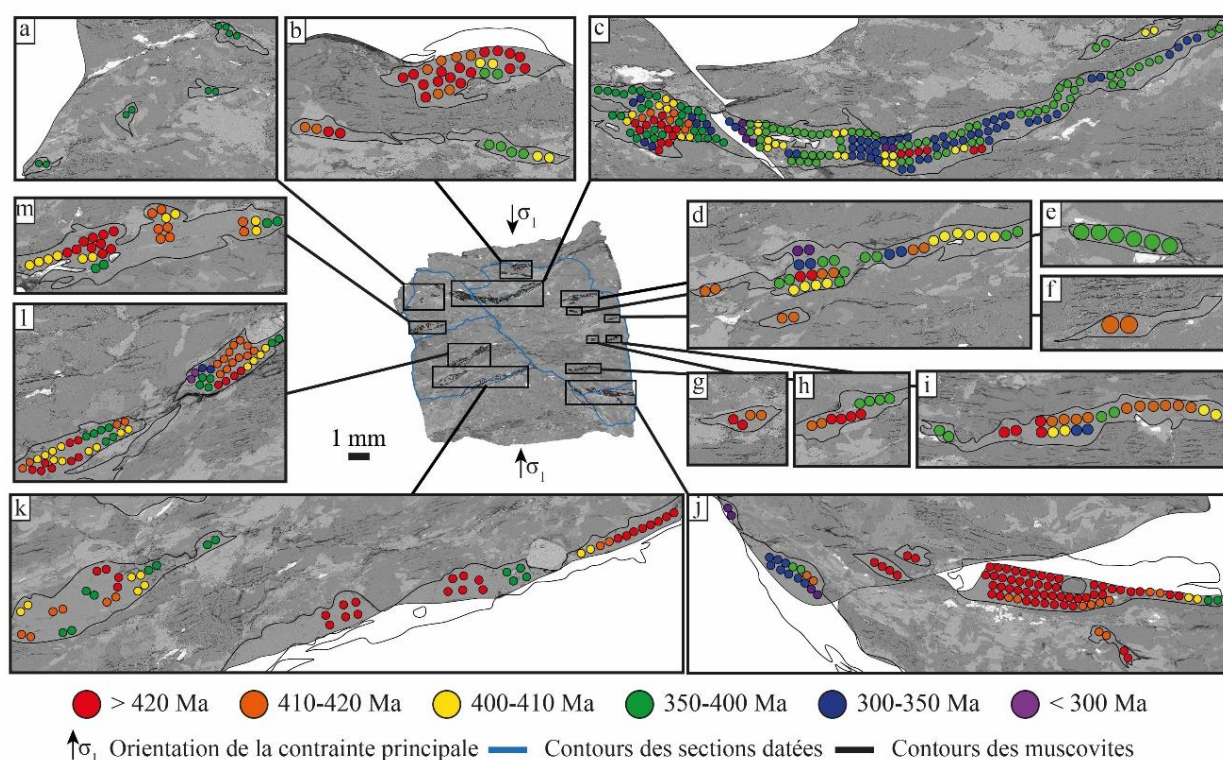 a
b
c
m
σ1
d
e
f
l
1 mm
g
h
i
σ1
k
j
> 420 Ma
410-420 Ma
400-410 Ma
350-400 Ma
300-350 Ma
< 300 Ma
σ1 Orientation de la contrainte principale
Contours des sections datées
Contours des muscovites